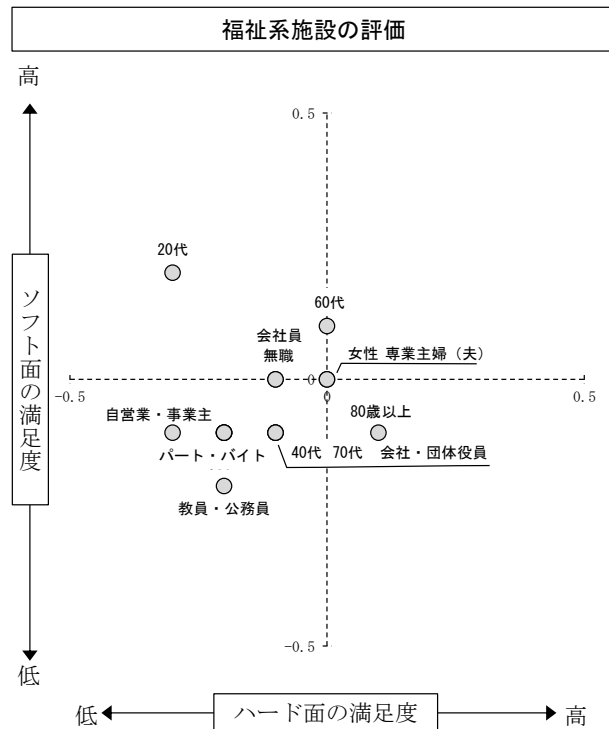 福祉系施設の評価
高
0.5
20代
60代
会社員
無職
女性 専業主婦（夫）
ソフト面の満足度
-0.5
0
0
0.5
自営業・事業主
80歳以上
パート・バイト
40代 70代 会社・団体役員
教員・公務員
-0.5
低
低
ハード面の満足度
高